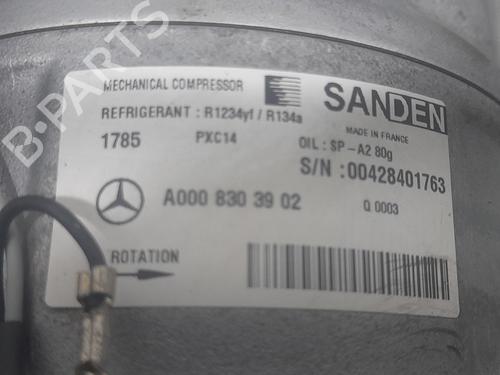 B-PARTS
MECHANICAL COMPRESSOR
SANDEN
REFRIGERANT : R1234yf / R134a
MADE IN FRANCE
1785 PXC14 OIL : SP-A2 80g
S/N : 00428401763
A000 830 39 02 Q 0003
ROTATION